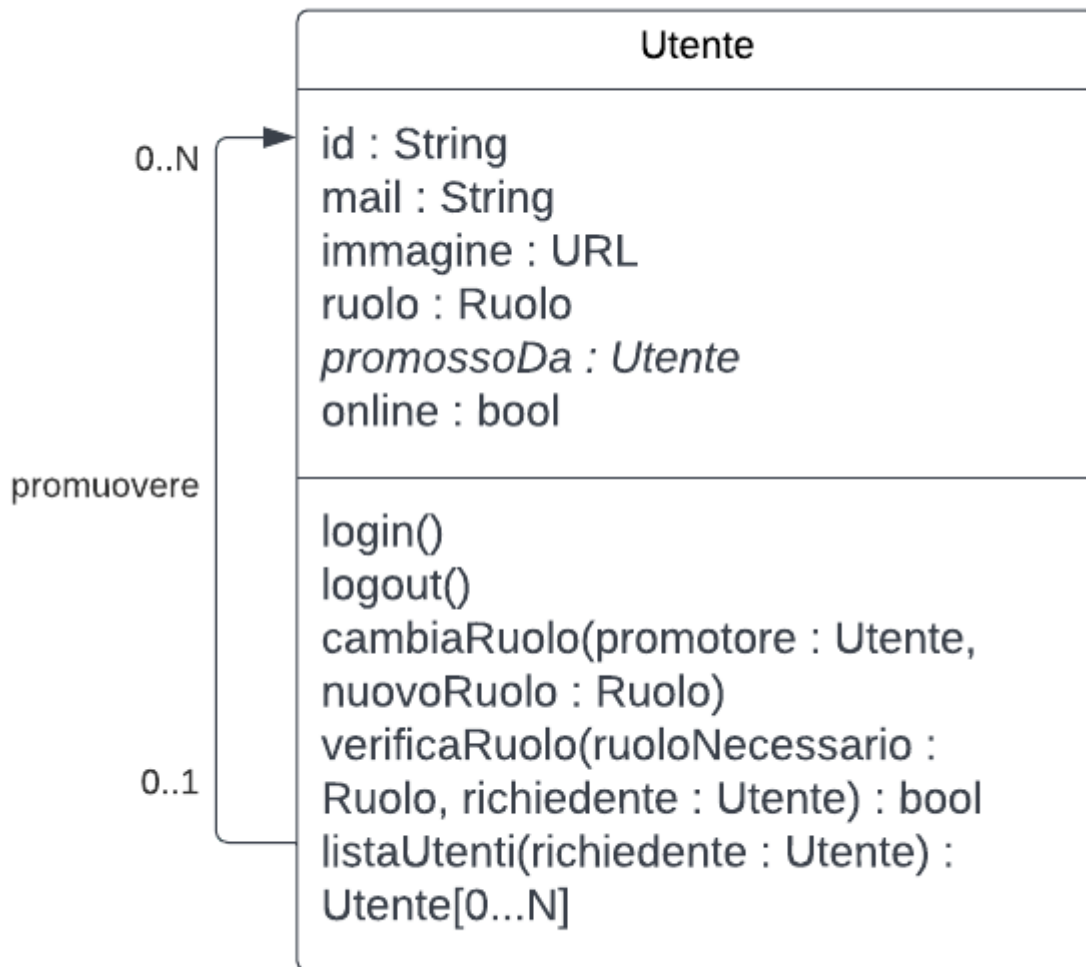 Utente
0..N
id : String
mail : String
immagine : URL
ruolo : Ruolo
promossoDa : Utente
online : bool
promuovere
login()
logout()
cambiaRuolo(promotore : Utente,
nuovoRuolo : Ruolo)
verificaRuolo(ruoloNecessario :
0..1
Ruolo, richiedente : Utente) : bool
listaUtenti(richiedente : Utente) :
Utente[0...N]